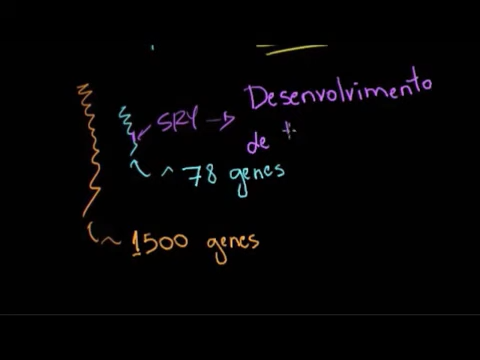 SRY → Desenvolvimento
de t
~ 78 genes
~ 1500 genes